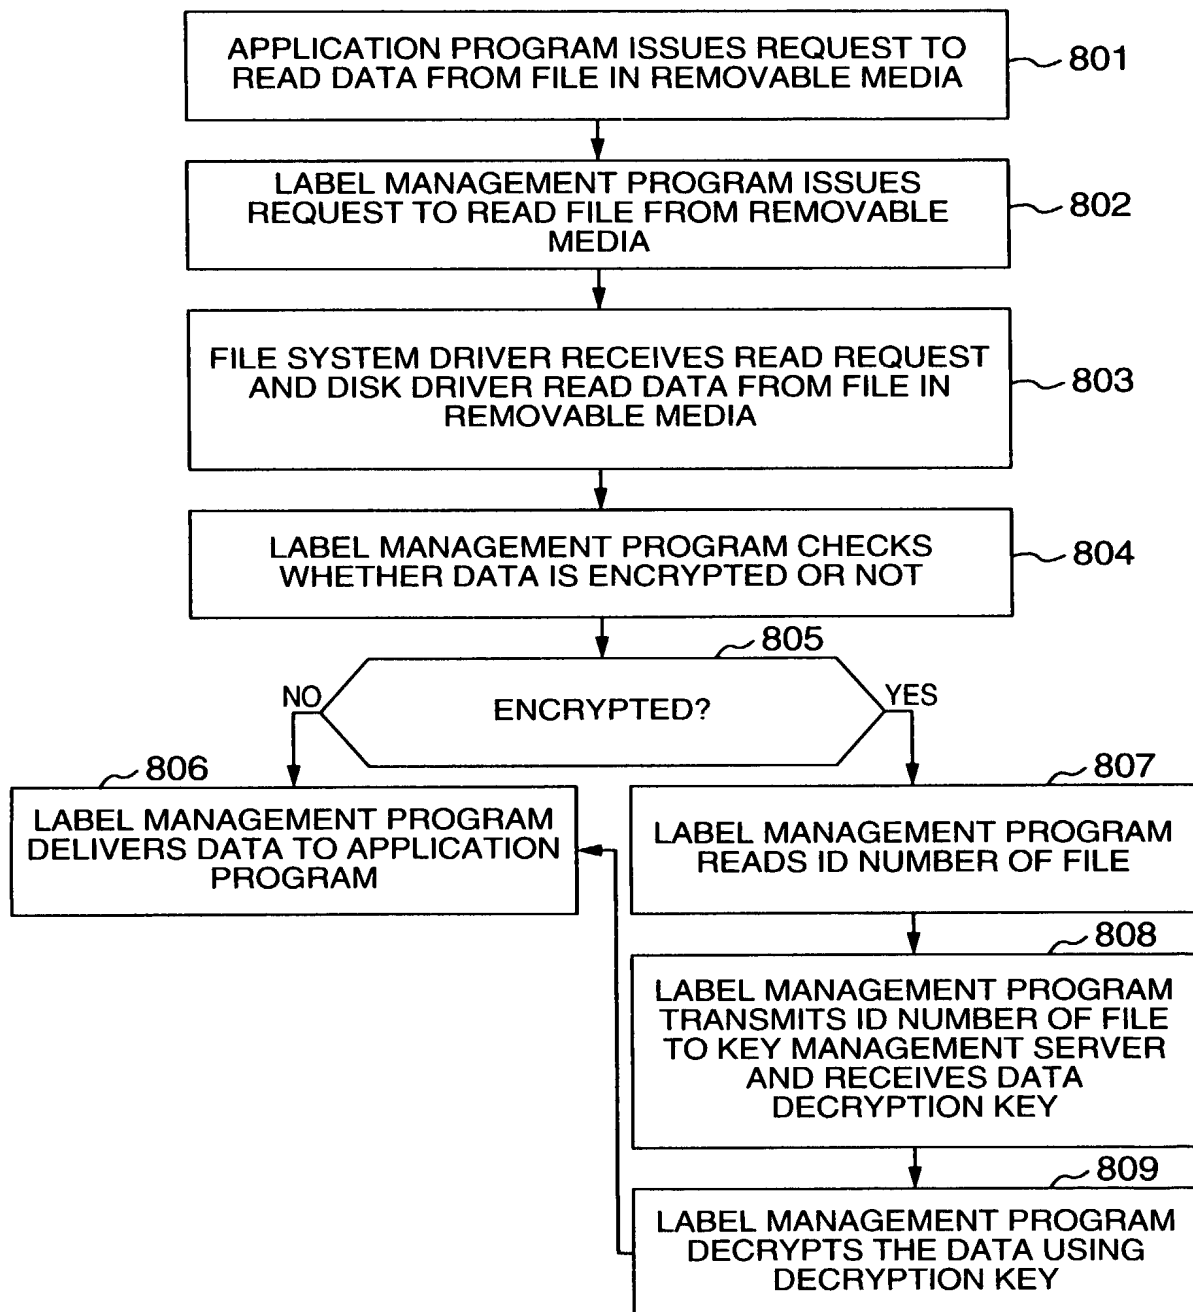 APPLICATION PROGRAM ISSUES REQUEST TO
READ DATA FROM FILE IN REMOVABLE MEDIA
801
LABEL MANAGEMENT PROGRAM ISSUES
REQUEST TO READ FILE FROM REMOVABLE
MEDIA
802
FILE SYSTEM DRIVER RECEIVES READ REQUEST
AND DISK DRIVER READ DATA FROM FILE IN
REMOVABLE MEDIA
803
LABEL MANAGEMENT PROGRAM CHECKS
WHETHER DATA IS ENCRYPTED OR NOT
804
805
NO
ENCRYPTED?
YES
806
LABEL MANAGEMENT PROGRAM
DELIVERS DATA TO APPLICATION
PROGRAM
807
LABEL MANAGEMENT PROGRAM
READS ID NUMBER OF FILE
808
LABEL MANAGEMENT PROGRAM
TRANSMITS ID NUMBER OF FILE
TO KEY MANAGEMENT SERVER
AND RECEIVES DATA
DECRYPTION KEY
809
LABEL MANAGEMENT PROGRAM
DECRYPTS THE DATA USING
DECRYPTION KEY